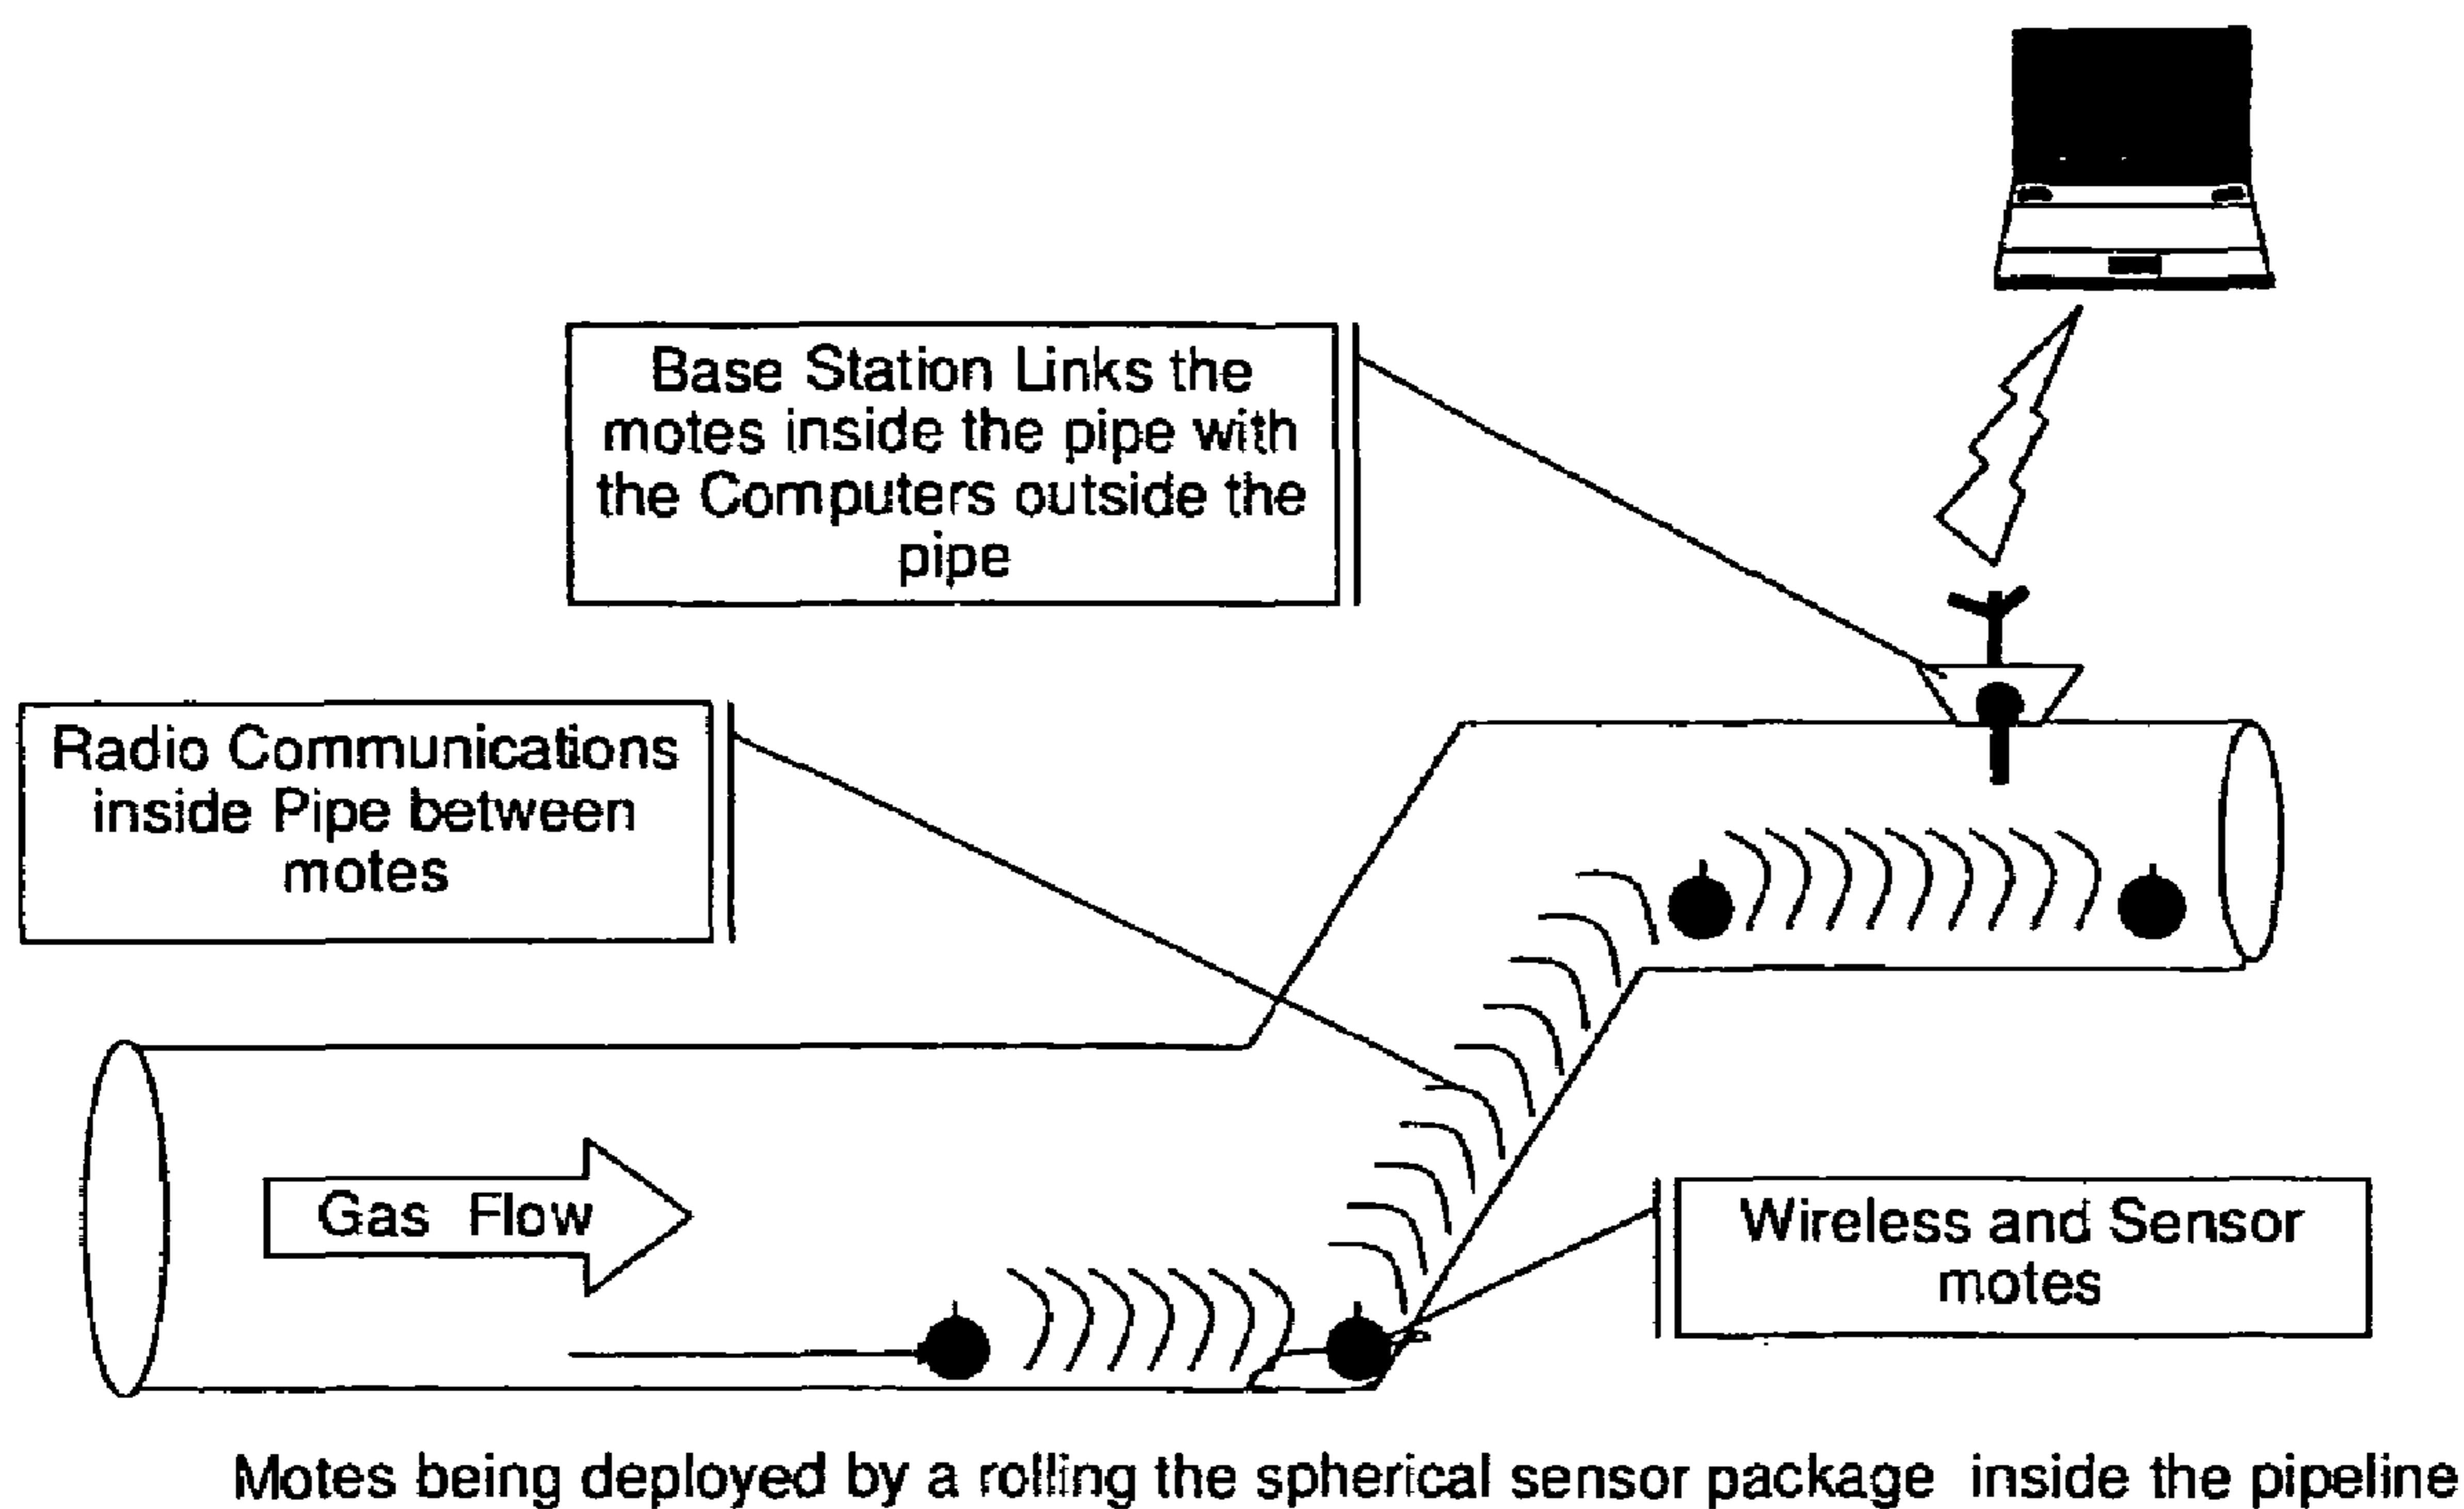 Base Station Links the
motes inside the pipe with
the Computers outside the
pipe
Radio Communications
inside Pipe between
motes
Gas Flow
Wireless and Sensor
motes
Motes being deployed by a rolling the spherical sensor package inside the pipeline